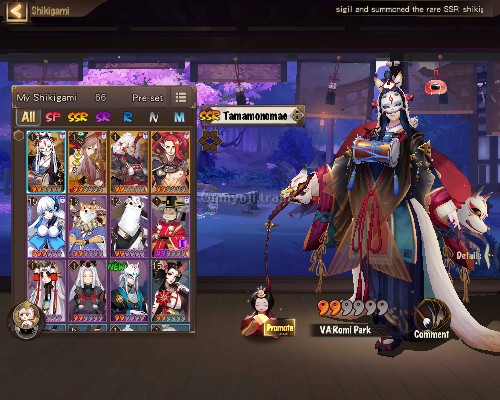 Shikigami
sigil and summoned the rare SSR shikig
My Shikigami 66 Pre-set
All SP SSR SR R N M
SSR Tamamonomae
NEW
Details
Promote
VA:Romi Park
Comment